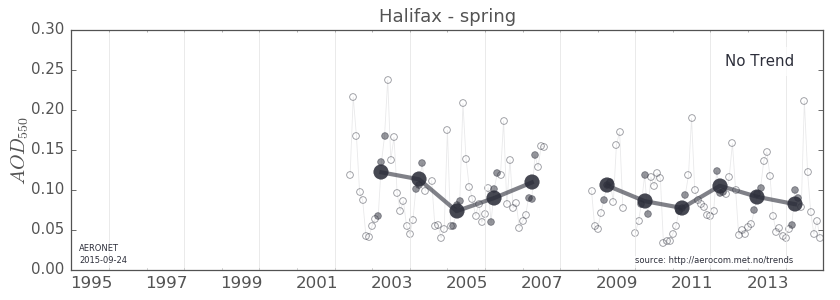 Halifax - spring
0.30
0.25
0.20
0.15
0.10
0.05
0.00
AOD550
No Trend
AERONET
2015-09-24
source: http://aerocom.met.no/trends
1995 1997 1999 2001 2003 2005 2007 2009 2011 2013